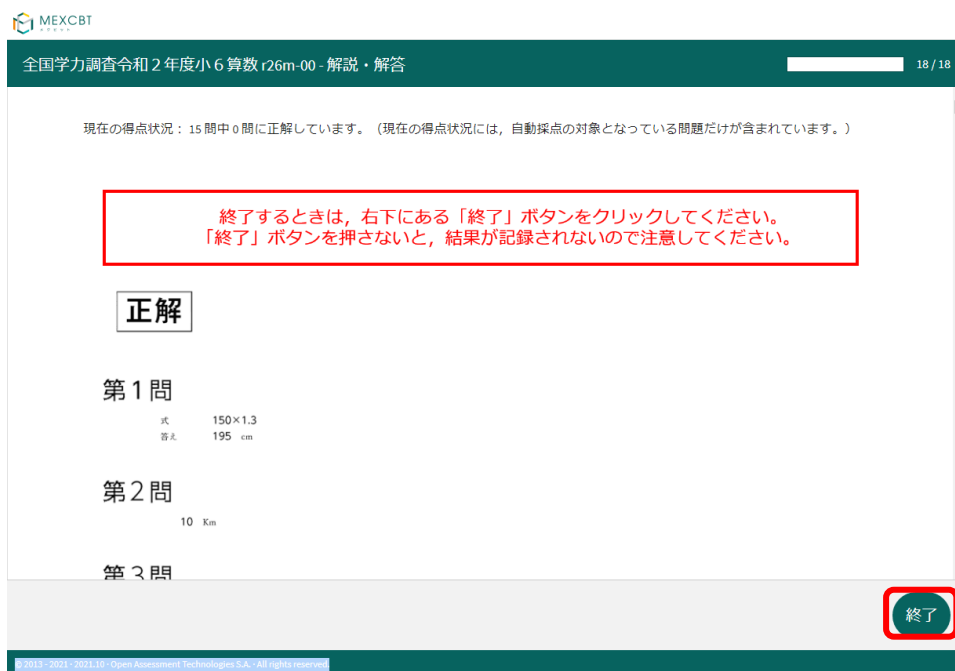 MEXCBT
メクビット
全国学力調査令和２年度小６算数 r26m-00 - 解説・解答
18 / 18
現在の得点状況： 15 問中 0 問に正解しています。（現在の得点状況には，自動採点の対象となっている問題だけが含まれています。）
終了するときは，右下にある「終了」ボタンをクリックしてください。
「終了」ボタンを押さないと，結果が記録されないので注意してください。
正解
第１問
式 150×1.3
答え 195 cm
第２問
10 Km
第３問
終了
© 2013 - 2021 - 2021.10 - Open Assessment Technologies S.A. - All rights reserved.